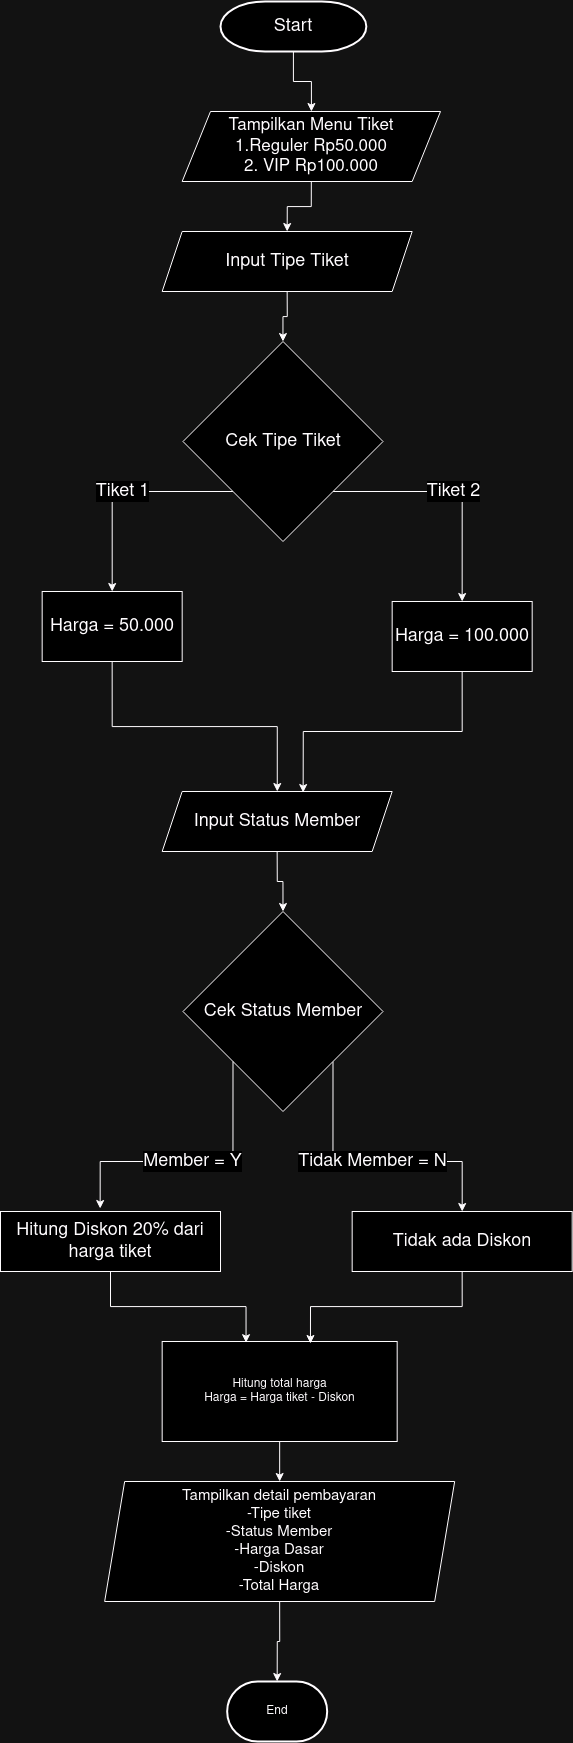 Start
Tampilkan Menu Tiket
1.Reguler Rp50.000
2. VIP Rp100.000
Input Tipe Tiket
Cek Tipe Tiket
Tiket 1
Tiket 2
Harga = 50.000
Harga = 100.000
Input Status Member
Cek Status Member
Member = Y
Tidak Member = N
Hitung Diskon 20% dari
harga tiket
Tidak ada Diskon
Hitung total harga
Harga = Harga tiket - Diskon
Tampilkan detail pembayaran
-Tipe tiket
-Status Member
-Harga Dasar
-Diskon
-Total Harga
End